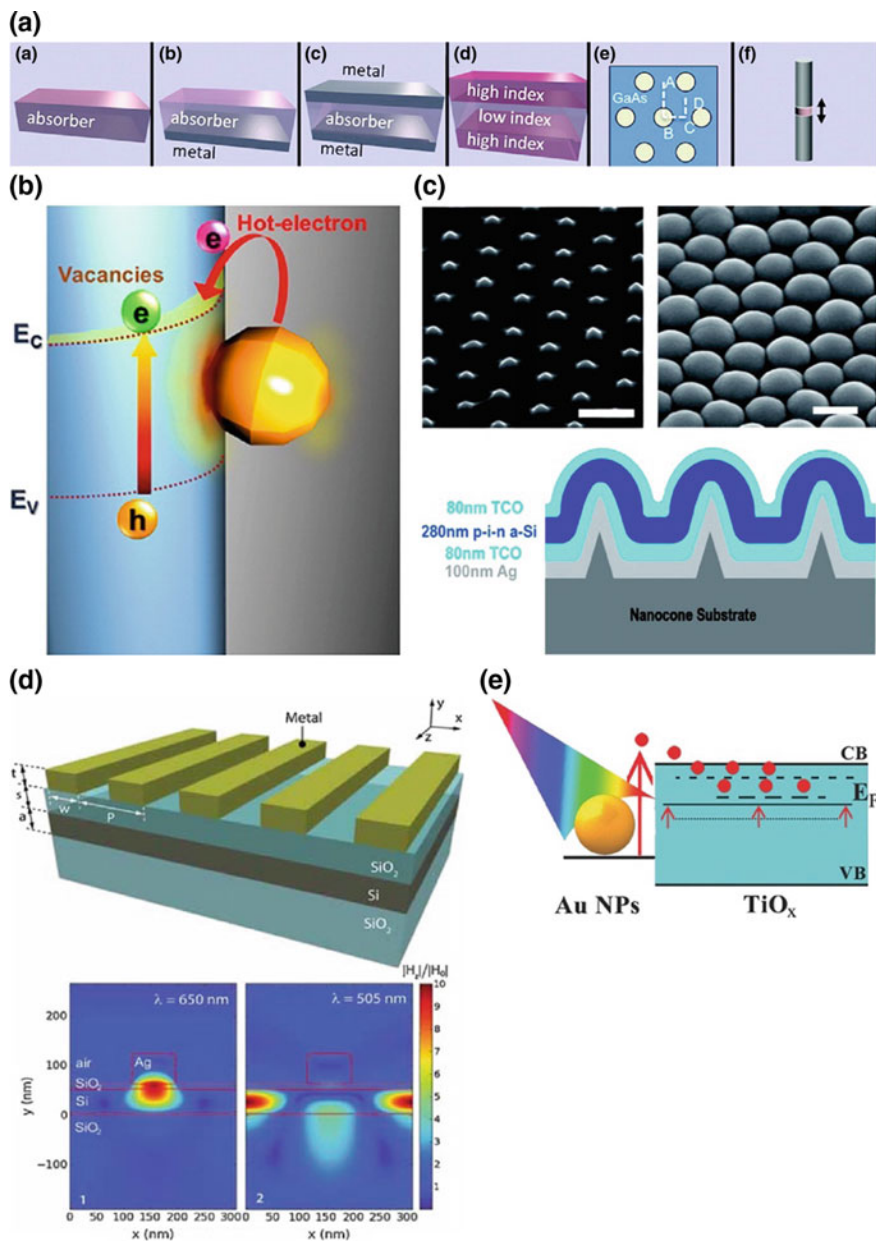 (a)
(a) (b) (c) (d) (e) (f)
absorber
absorber
metal
metal
absorber
metal
high index
low index
high index
GaAs
A
B
C
D
(b)
Hot-electron
e
Vacancies
e
E_C
E_V
h
(c)
80nm TCO
280nm p-i-n a-Si
80nm TCO
100nm Ag
Nanocone Substrate
(d)
Metal
y
x
z
t
s
a
w
p
SiO₂
Si
SiO₂
|H_z|/|H_0|
λ = 650 nm
λ = 505 nm
10
9
8
7
6
5
4
3
2
1
200
100
0
−100
y (nm)
air
Ag
SiO₂
Si
SiO₂
1
2
0 50 100 150 200 250 300
0 50 100 150 200 250 300
x (nm)
x (nm)
(e)
CB
E_F
VB
Au NPs
TiOₓ